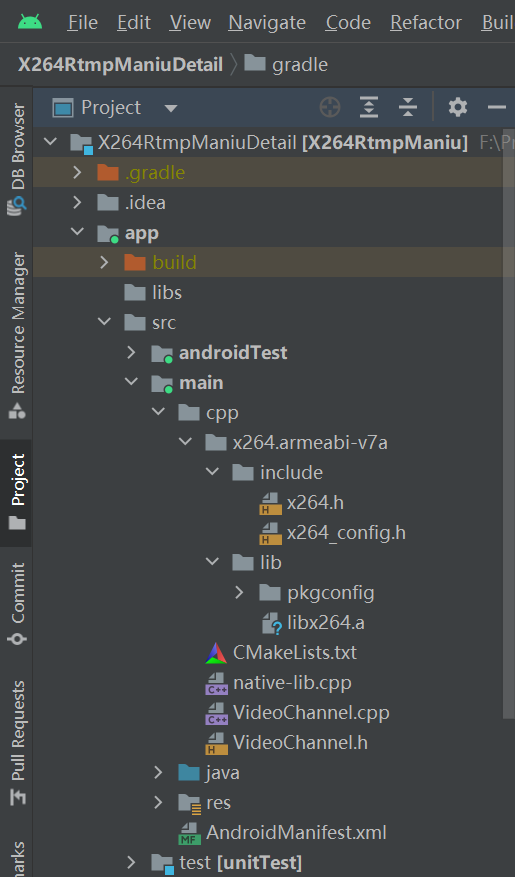 File Edit View Navigate Code Refactor Buil
X264RtmpManiuDetail gradle
Project
X264RtmpManiuDetail [X264RtmpManiu] F:\Pr
.gradle
.idea
app
build
libs
src
androidTest
main
cpp
x264.armeabi-v7a
include
x264.h
x264_config.h
lib
pkgconfig
libx264.a
CMakeLists.txt
native-lib.cpp
VideoChannel.cpp
VideoChannel.h
java
res
AndroidManifest.xml
test [unitTest]
DB Browser
Resource Manager
Project
Commit
Pull Requests
marks